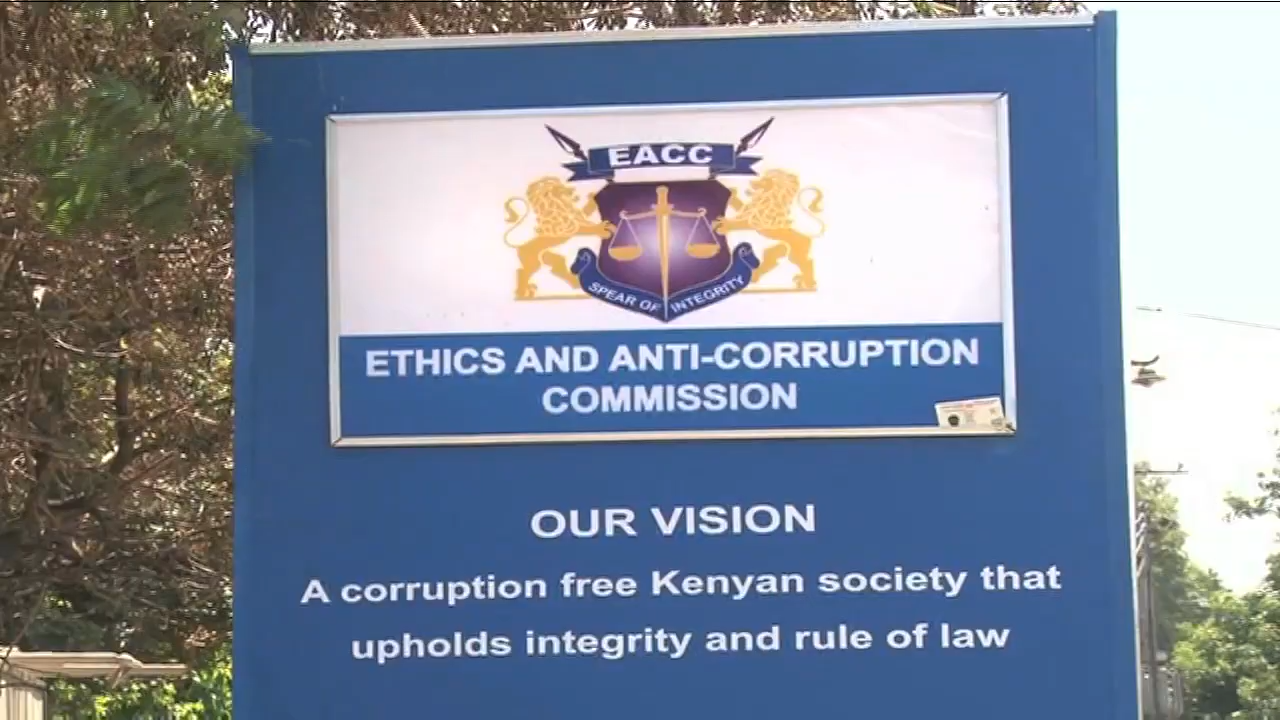 EACC
SPEAR OF INTEGRITY
ETHICS AND ANTI-CORRUPTION
COMMISSION
OUR VISION
A corruption free Kenyan society that
upholds integrity and rule of law